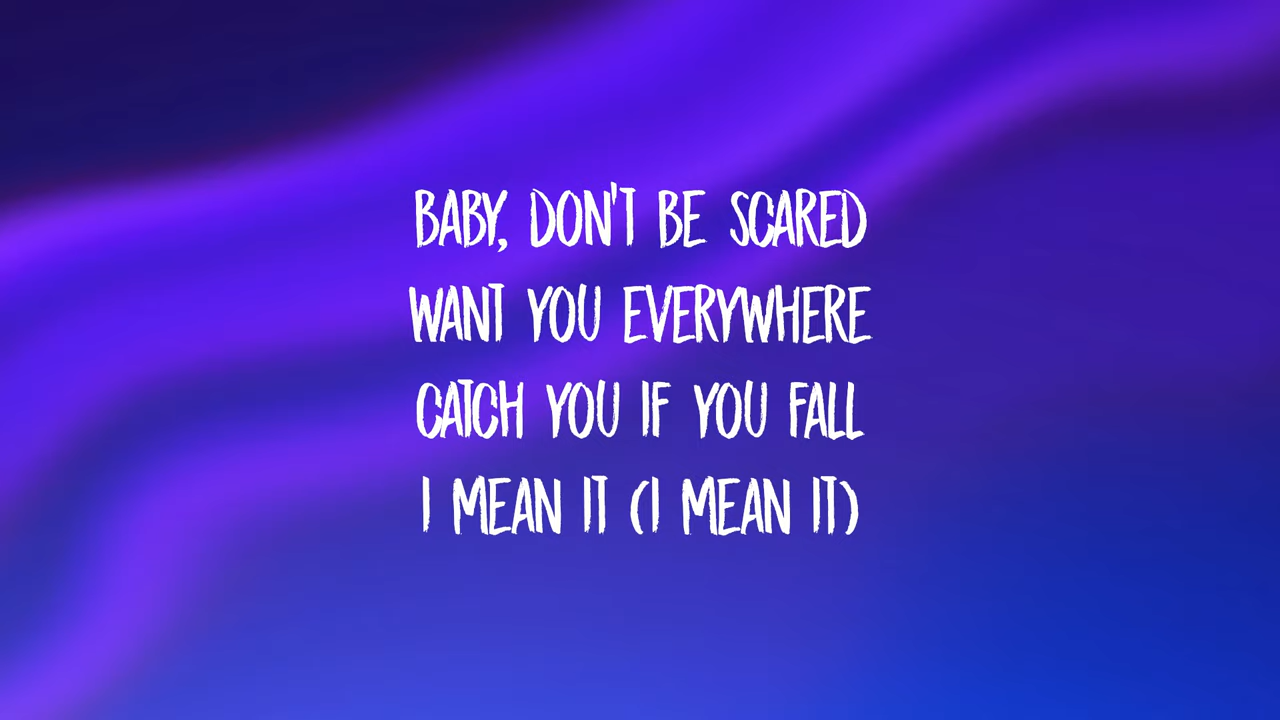 BABY, DON'T BE SCARED
WANT YOU EVERYWHERE
CATCH YOU IF YOU FALL
I MEAN IT (I MEAN IT)